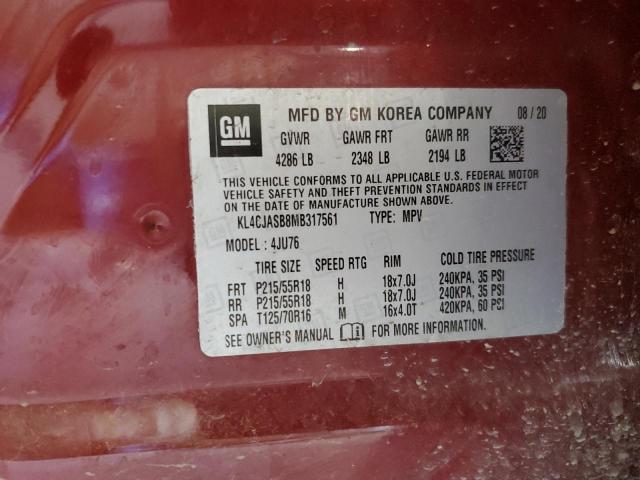 GM
MFD BY GM KOREA COMPANY 08 / 20
GVWR GAWR FRT GAWR RR
4286 LB 2348 LB 2194 LB
THIS VEHICLE CONFORMS TO ALL APPLICABLE U.S. FEDERAL MOTOR
VEHICLE SAFETY AND THEFT PREVENTION STANDARDS IN EFFECT
ON THE DATE OF MANUFACTURE SHOWN ABOVE.
KL4CJASB8MB317561 TYPE: MPV
MODEL : 4JU76
TIRE SIZE SPEED RTG RIM COLD TIRE PRESSURE
FRT P215/55R18 H 18x7.0J 240KPA, 35 PSI
RR P215/55R18 H 18x7.0J 240KPA, 35 PSI
SPA T125/70R16 M 16x4.0T 420KPA, 60 PSI
SEE OWNER'S MANUAL FOR MORE INFORMATION.